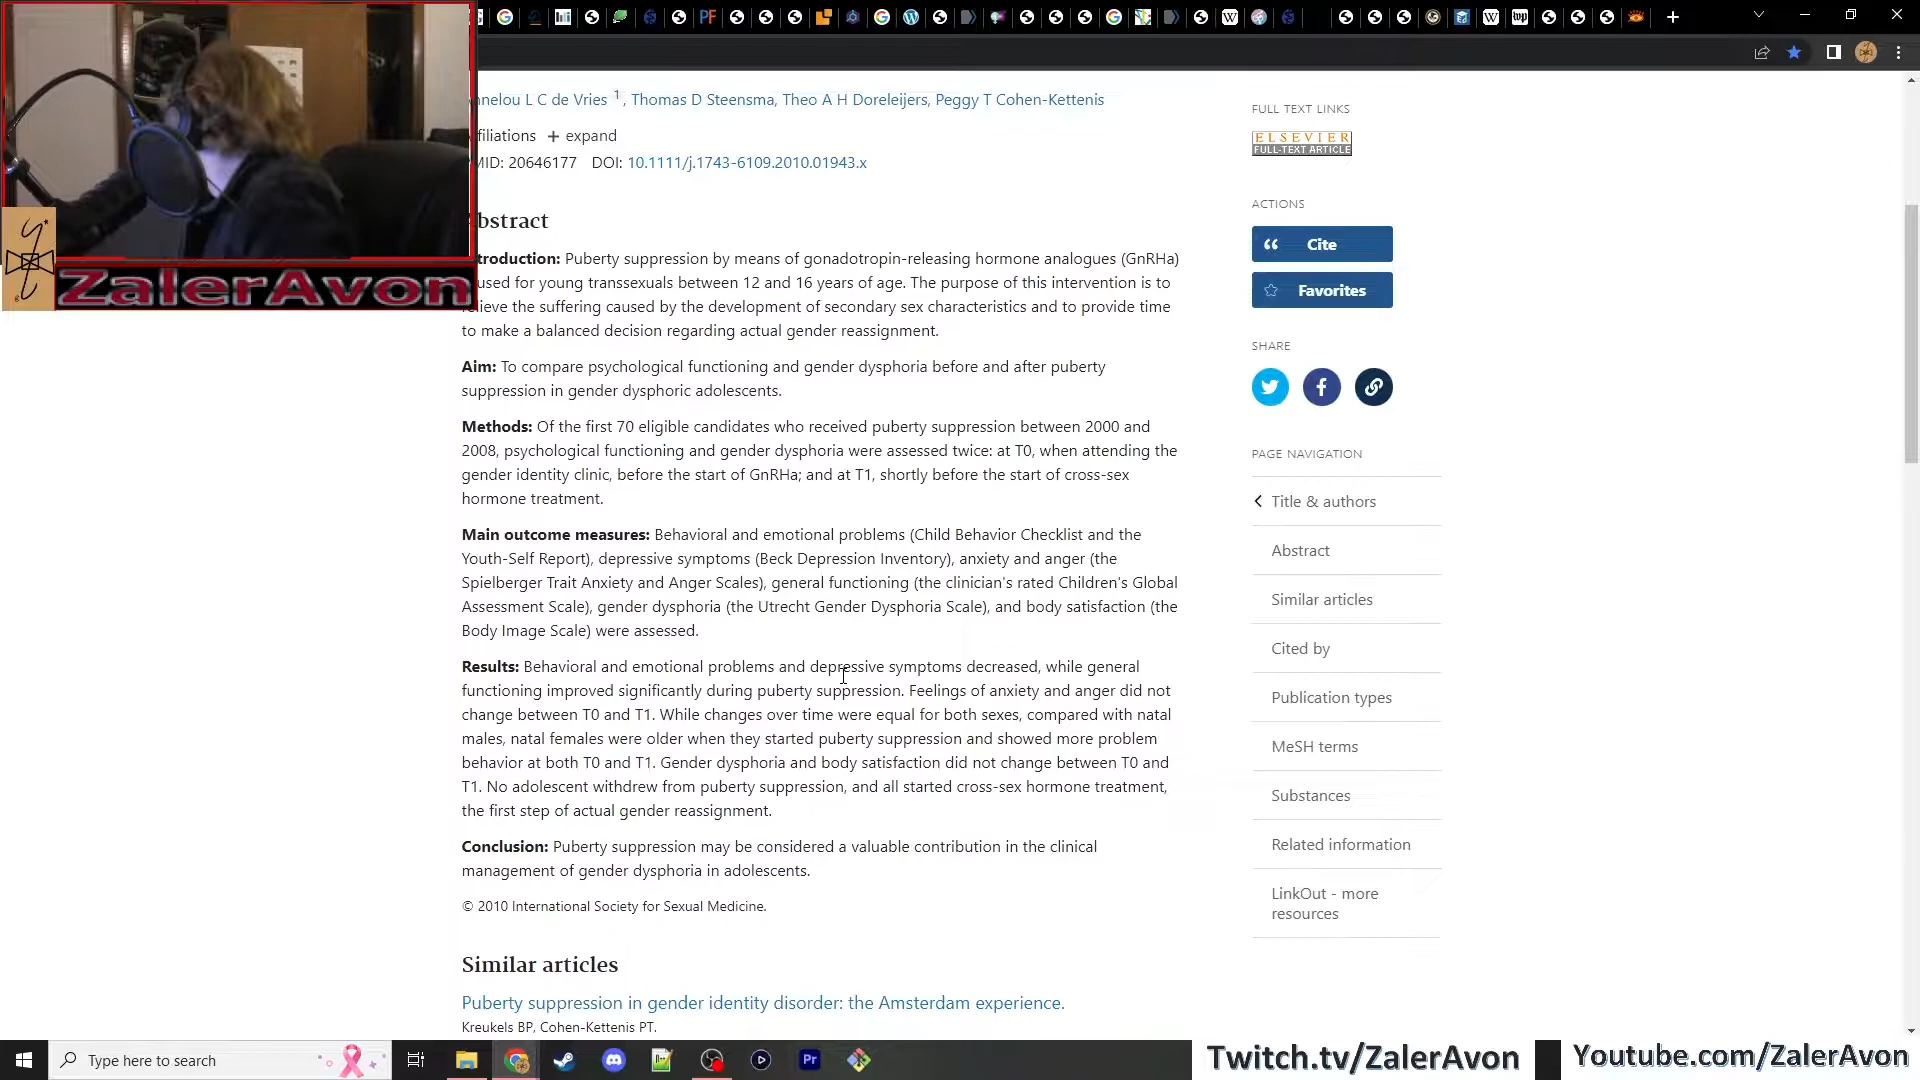 nnelou L C de Vries 1, Thomas D Steensma, Theo A H Doreleijers, Peggy T Cohen-Kettenis
filiations + expand
MID: 20646177 DOI: 10.1111/j.1743-6109.2010.01943.x
bstract
troduction: Puberty suppression by means of gonadotropin-releasing hormone analogues (GnRHa)
used for young transsexuals between 12 and 16 years of age. The purpose of this intervention is to
lieve the suffering caused by the development of secondary sex characteristics and to provide time
to make a balanced decision regarding actual gender reassignment.
Aim: To compare psychological functioning and gender dysphoria before and after puberty
suppression in gender dysphoric adolescents.
Methods: Of the first 70 eligible candidates who received puberty suppression between 2000 and
2008, psychological functioning and gender dysphoria were assessed twice: at T0, when attending the
gender identity clinic, before the start of GnRHa; and at T1, shortly before the start of cross-sex
hormone treatment.
Main outcome measures: Behavioral and emotional problems (Child Behavior Checklist and the
Youth-Self Report), depressive symptoms (Beck Depression Inventory), anxiety and anger (the
Spielberger Trait Anxiety and Anger Scales), general functioning (the clinician's rated Children's Global
Assessment Scale), gender dysphoria (the Utrecht Gender Dysphoria Scale), and body satisfaction (the
Body Image Scale) were assessed.
Results: Behavioral and emotional problems and depressive symptoms decreased, while general
functioning improved significantly during puberty suppression. Feelings of anxiety and anger did not
change between T0 and T1. While changes over time were equal for both sexes, compared with natal
males, natal females were older when they started puberty suppression and showed more problem
behavior at both T0 and T1. Gender dysphoria and body satisfaction did not change between T0 and
T1. No adolescent withdrew from puberty suppression, and all started cross-sex hormone treatment,
the first step of actual gender reassignment.
Conclusion: Puberty suppression may be considered a valuable contribution in the clinical
management of gender dysphoria in adolescents.
© 2010 International Society for Sexual Medicine.
Similar articles
Puberty suppression in gender identity disorder: the Amsterdam experience.
Kreukels BP, Cohen-Kettenis PT.
FULL TEXT LINKS
ELSEVIER
FULL-TEXT ARTICLE
ACTIONS
Cite
Favorites
SHARE
PAGE NAVIGATION
Title & authors
Abstract
Similar articles
Cited by
Publication types
MeSH terms
Substances
Related information
LinkOut - more
resources
ZalerAvon
Type here to search
Twitch.tv/ZalerAvon
Youtube.com/ZalerAvon